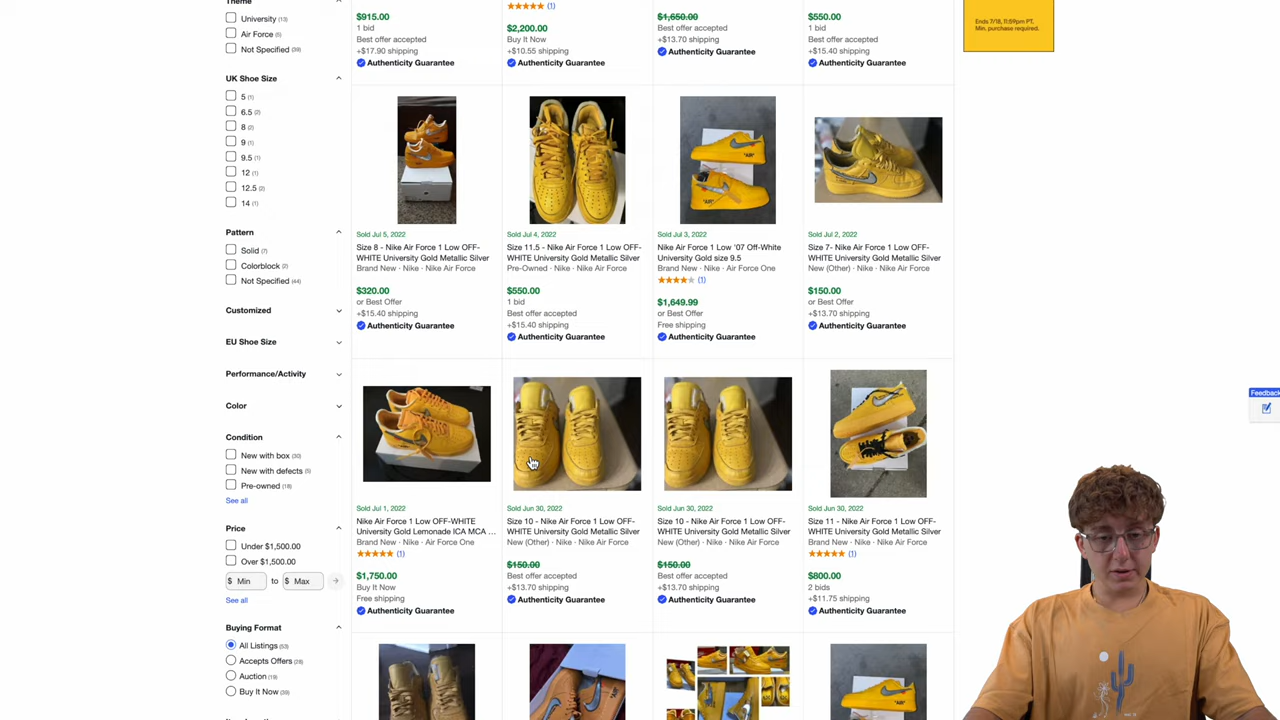 Theme
University (13)
Air Force (5)
Not Specified (39)
UK Shoe Size
5 (1)
6.5 (2)
8 (2)
9 (1)
9.5 (1)
12 (1)
12.5 (2)
14 (1)
Pattern
Solid (7)
Colorblock (2)
Not Specified (44)
Customized
EU Shoe Size
Performance/Activity
Color
Condition
New with box (30)
New with defects (5)
Pre-owned (18)
See all
Price
Under $1,500.00
Over $1,500.00
$ Min to $ Max
See all
Buying Format
All Listings (53)
Accepts Offers (28)
Auction (19)
Buy It Now (39)
$915.00
1 bid
Best offer accepted
+$17.90 shipping
Authenticity Guarantee
(1)
$2,200.00
Buy It Now
+$10.55 shipping
Authenticity Guarantee
$1,650.00
Best offer accepted
+$13.70 shipping
Authenticity Guarantee
$550.00
1 bid
Best offer accepted
+$15.40 shipping
Authenticity Guarantee
Sold Jul 5, 2022
Size 8 - Nike Air Force 1 Low OFF-
WHITE University Gold Metallic Silver
Brand New · Nike · Nike Air Force
$320.00
or Best Offer
+$15.40 shipping
Authenticity Guarantee
Sold Jul 4, 2022
Size 11.5 - Nike Air Force 1 Low OFF-
WHITE University Gold Metallic Silver
Pre-Owned · Nike · Nike Air Force
$550.00
1 bid
Best offer accepted
+$15.40 shipping
Authenticity Guarantee
"AIR"
"AIR"
Sold Jul 3, 2022
Nike Air Force 1 Low '07 Off-White
University Gold size 9.5
Brand New · Nike · Air Force One
(1)
$1,649.99
or Best Offer
Free shipping
Authenticity Guarantee
Sold Jul 2, 2022
Size 7- Nike Air Force 1 Low OFF-
WHITE University Gold Metallic Silver
New (Other) · Nike · Nike Air Force
$150.00
or Best Offer
+$13.70 shipping
Authenticity Guarantee
Sold Jul 1, 2022
Nike Air Force 1 Low OFF-WHITE
University Gold Lemonade ICA MCA ...
Brand New · Nike · Air Force One
(1)
$1,750.00
Buy It Now
Free shipping
Authenticity Guarantee
Sold Jun 30, 2022
Size 10 - Nike Air Force 1 Low OFF-
WHITE University Gold Metallic Silver
New (Other) · Nike · Nike Air Force
$150.00
Best offer accepted
+$13.70 shipping
Authenticity Guarantee
Sold Jun 30, 2022
Size 10 - Nike Air Force 1 Low OFF-
WHITE University Gold Metallic Silver
New (Other) · Nike · Nike Air Force
$150.00
Best offer accepted
+$13.70 shipping
Authenticity Guarantee
Sold Jun 30, 2022
Size 11 - Nike Air Force 1 Low OFF-
WHITE University Gold Metallic Silver
Brand New · Nike · Nike Air Force
(1)
$800.00
2 bids
+$11.75 shipping
Authenticity Guarantee
Ends 7/18, 11:59pm PT.
Min. purchase required.
Feedback